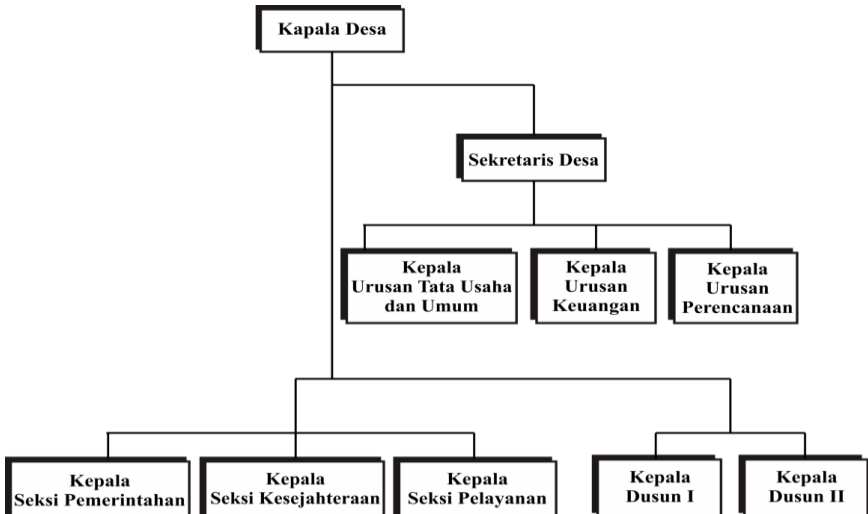 Kapala Desa
Sekretaris Desa
Kepala
Urusan Tata Usaha
dan Umum
Kepala
Urusan
Keuangan
Kepala
Urusan
Perencanaan
Kepala
Seksi Pemerintahan
Kepala
Seksi Kesejahteraan
Kepala
Seksi Pelayanan
Kepala
Dusun I
Kepala
Dusun II